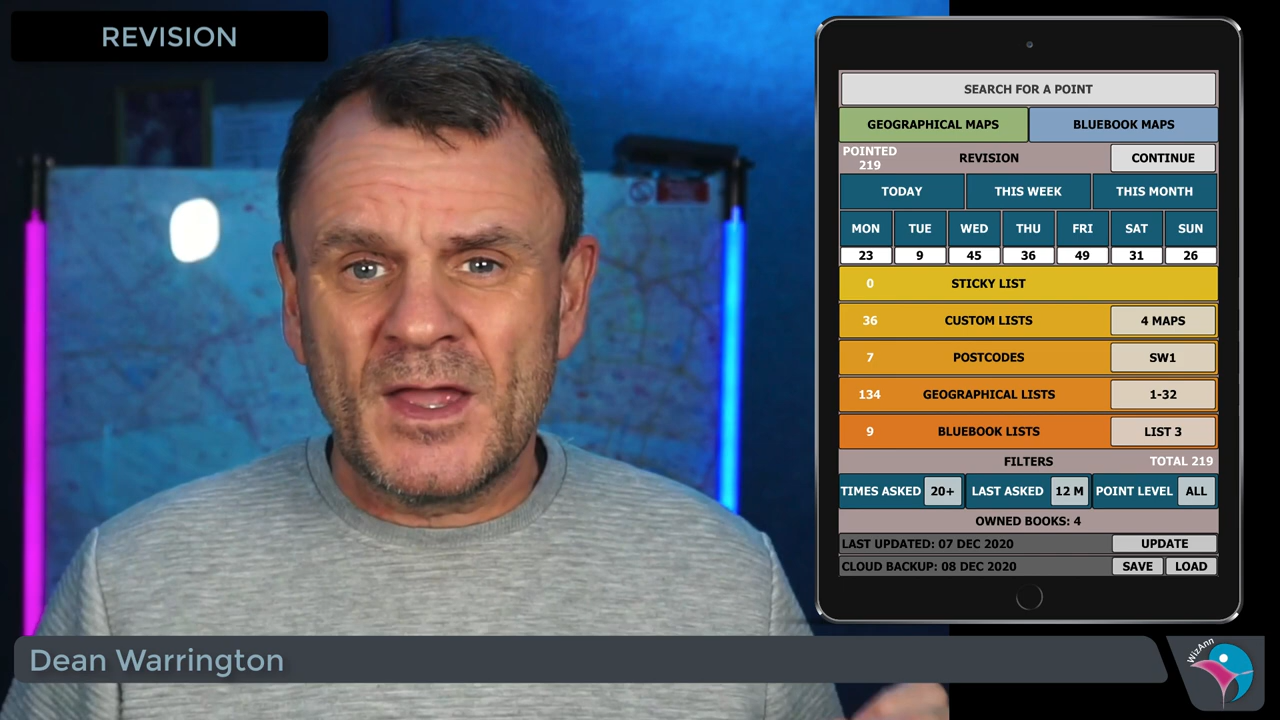 REVISION
SEARCH FOR A POINT
GEOGRAPHICAL MAPS BLUEBOOK MAPS
POINTED 219 REVISION CONTINUE
TODAY THIS WEEK THIS MONTH
MON TUE WED THU FRI SAT SUN
23 9 45 36 49 31 26
0 STICKY LIST
36 CUSTOM LISTS 4 MAPS
7 POSTCODES SW1
134 GEOGRAPHICAL LISTS 1-32
9 BLUEBOOK LISTS LIST 3
FILTERS TOTAL 219
TIMES ASKED 20+ LAST ASKED 12 M POINT LEVEL ALL
OWNED BOOKS: 4
LAST UPDATED: 07 DEC 2020 UPDATE
CLOUD BACKUP: 08 DEC 2020 SAVE LOAD
Dean Warrington
WizAnn